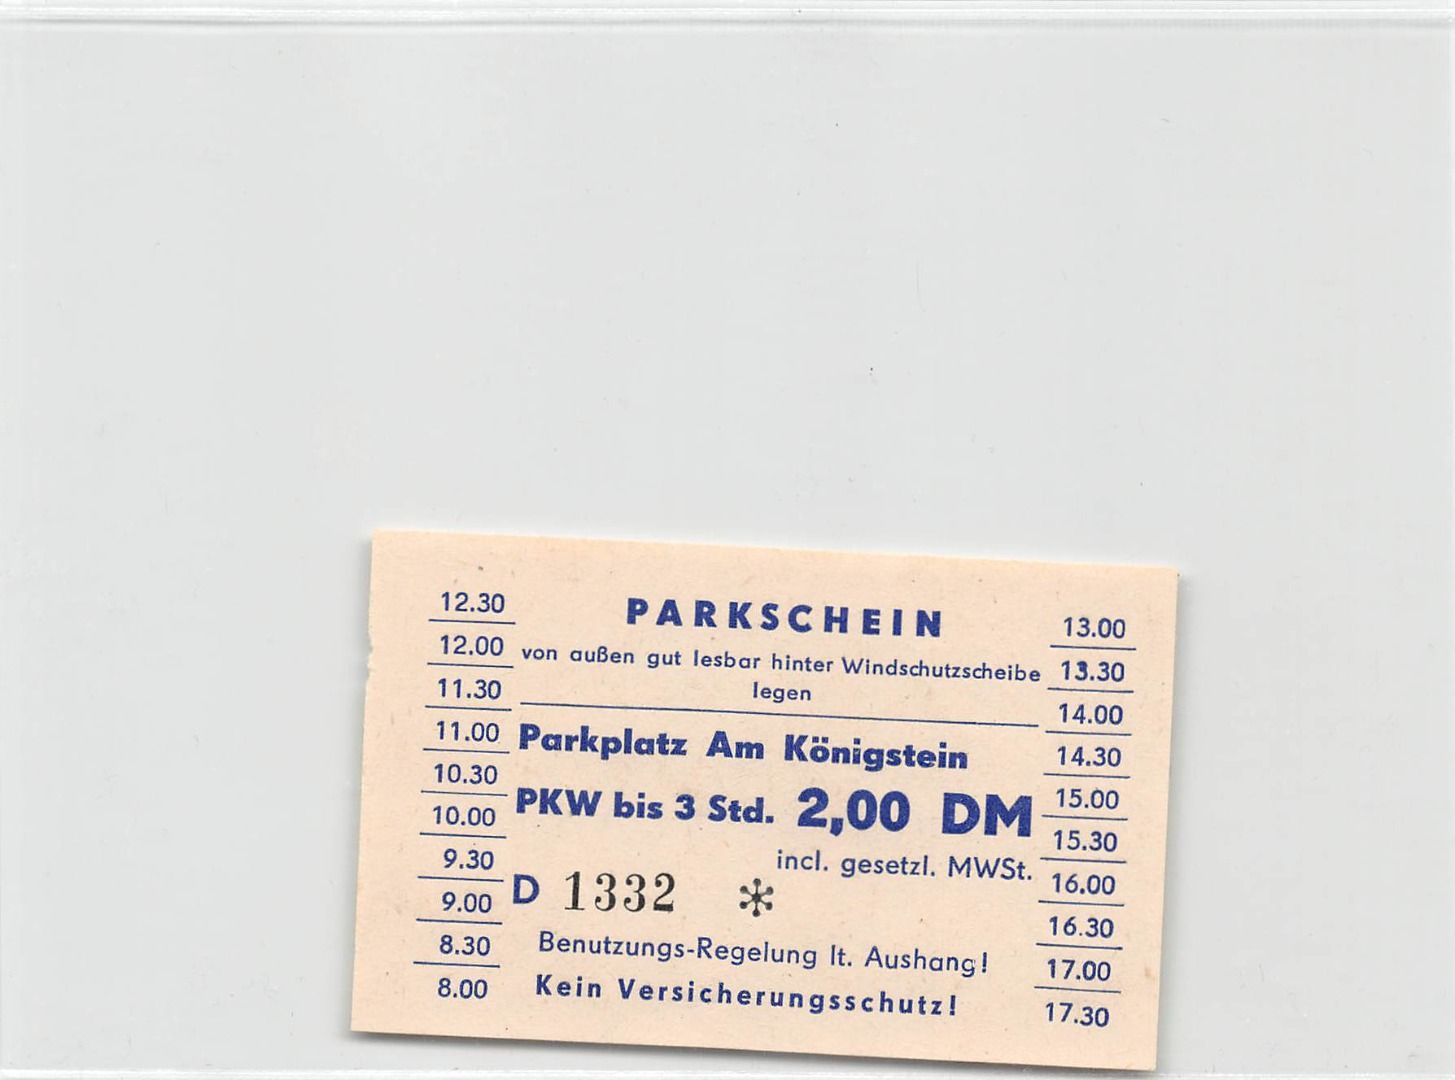 12.30
12.00
11.30
11.00
10.30
10.00
9.30
9.00
8.30
8.00
PARKSCHEIN
von außen gut lesbar hinter Windschutzscheibe
legen
Parkplatz Am Königstein
PKW bis 3 Std. 2,00 DM
incl. gesetzl. MWSt.
D 1332 *
Benutzungs-Regelung lt. Aushang!
Kein Versicherungsschutz!
13.00
13.30
14.00
14.30
15.00
15.30
16.00
16.30
17.00
17.30